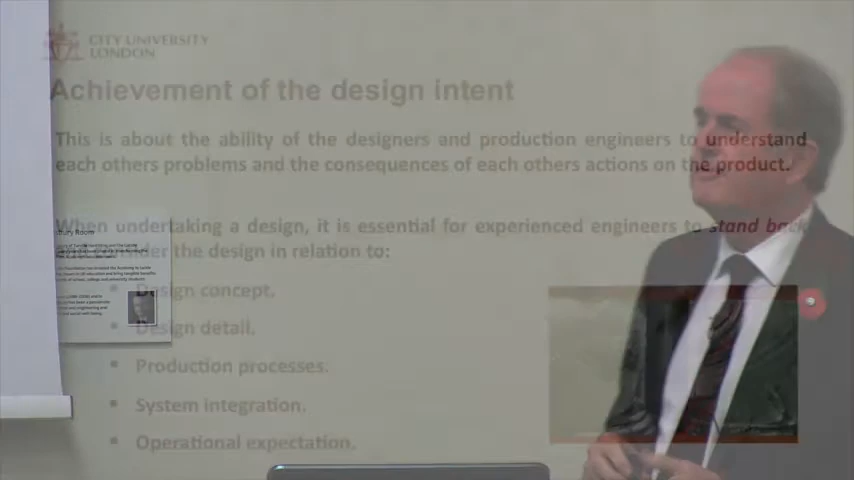 CITY UNIVERSITY
LONDON
Achievement of the design intent
This is about the ability of the designers and production engineers to understand
each others problems and the consequences of each others actions on the product.
When undertaking a design, it is essential for experienced engineers to stand back
the design in relation to:
Design concept.
Design detail.
Production processes.
System integration.
Operational expectation.
Room